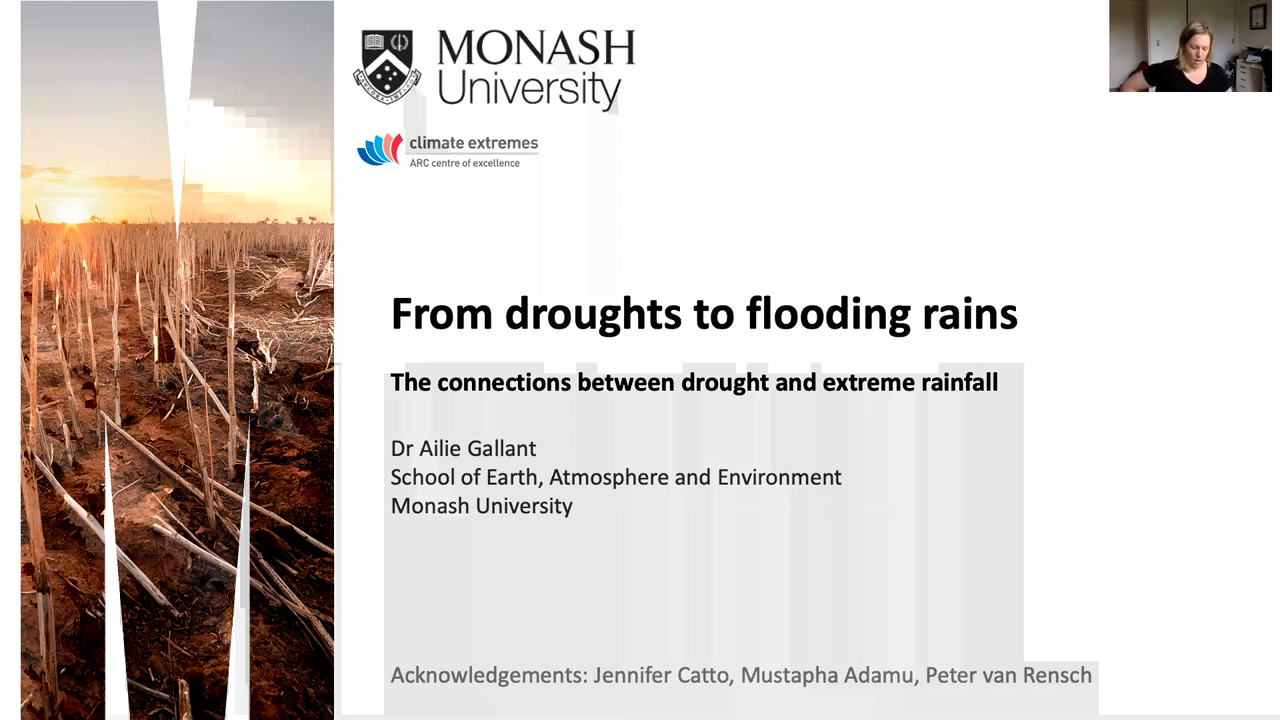 MONASH
University
climate extremes
ARC centre of excellence
From droughts to flooding rains
The connections between drought and extreme rainfall
Dr Ailie Gallant
School of Earth, Atmosphere and Environment
Monash University
Acknowledgements: Jennifer Catto, Mustapha Adamu, Peter van Rensch